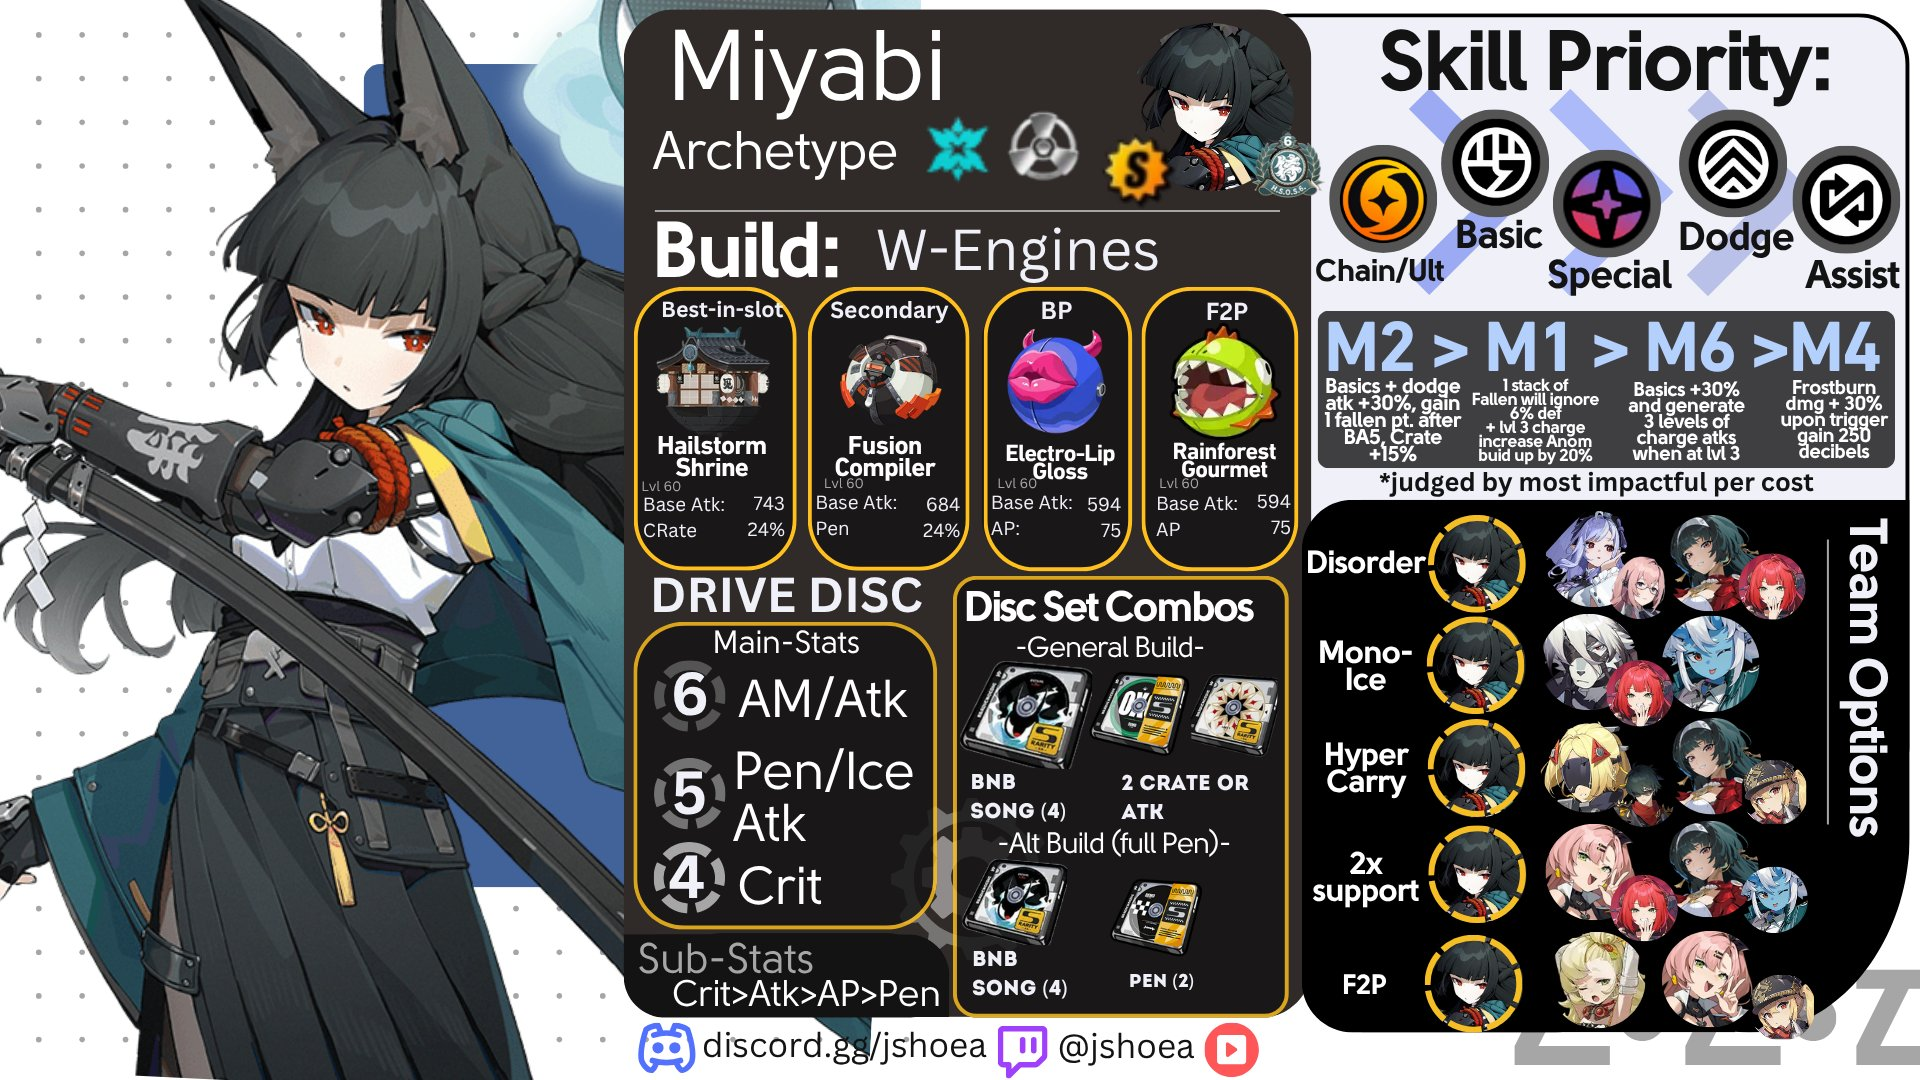 Miyabi
Archetype
S
6
H.S.O.S.6.
Build: W-Engines
Best-in-slot
Hailstorm
Shrine
Lvl 60
Base Atk: 743
CRate 24%
Secondary
Fusion
Compiler
Lvl 60
Base Atk: 684
Pen 24%
BP
Electro-Lip
Gloss
Lvl 60
Base Atk: 594
AP: 75
F2P
Rainforest
Gourmet
Lvl 60
Base Atk: 594
AP 75
DRIVE DISC
Main-Stats
6 AM/Atk
5 Pen/Ice
Atk
4 Crit
Sub-Stats
Crit>Atk>AP>Pen
Disc Set Combos
-General Build-
BNB
SONG (4)
2 CRATE OR
ATK
-Alt Build (full Pen)-
BNB
SONG (4)
PEN (2)
discord.gg/jshoea @jshoea
Skill Priority:
Chain/Ult
Basic
Special
Dodge
Assist
M2 > M1 > M6 >M4
Basics + dodge
atk +30%, gain
1 fallen pt. after
BA5, Crate
+15%
1 stack of
Fallen will ignore
6% def
+ lvl 3 charge
increase Anom
buid up by 20%
Basics +30%
and generate
3 levels of
charge atks
when at lvl 3
Frostburn
dmg + 30%
upon trigger
gain 250
decibels
*judged by most impactful per cost
Team Options
Disorder
Mono-
Ice
Hyper
Carry
2x
support
F2P
Z•Z•Z